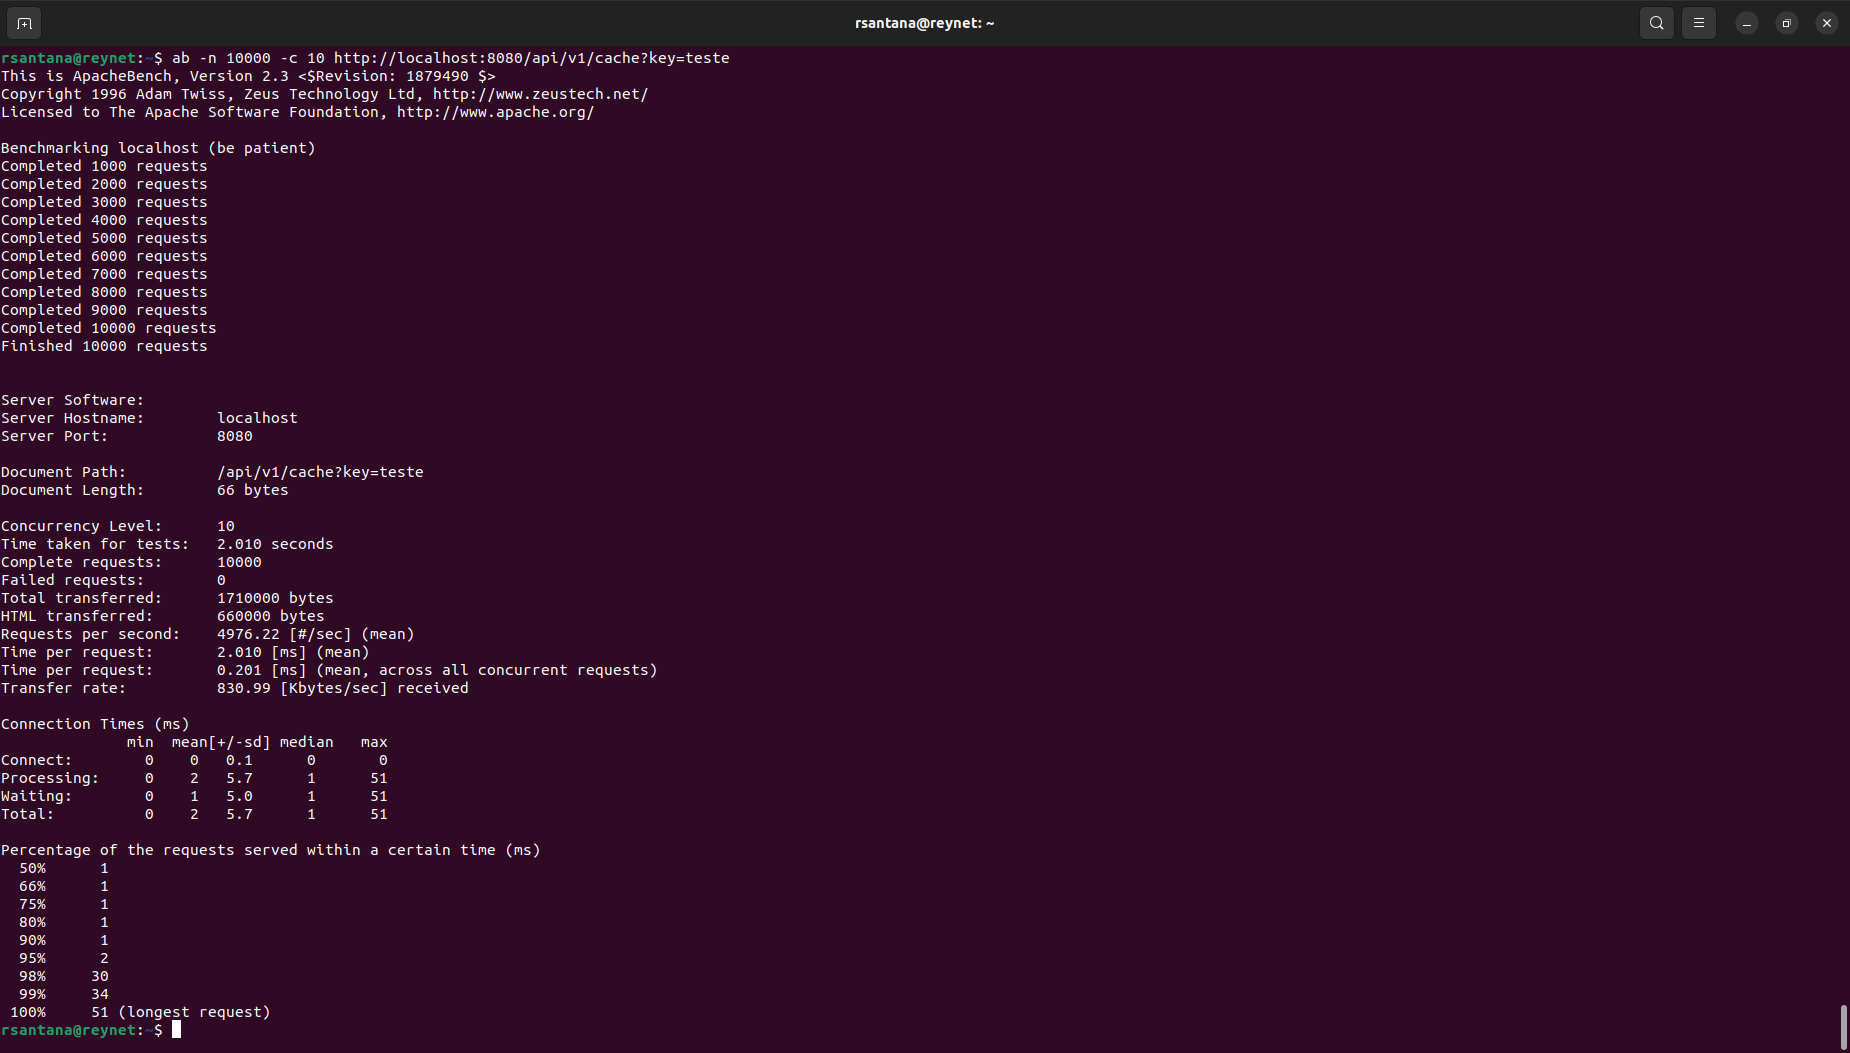 rsantana@reynet: ~
rsantana@reynet:~$ ab -n 10000 -c 10 http://localhost:8080/api/v1/cache?key=teste
This is ApacheBench, Version 2.3 <$Revision: 1879490 $>
Copyright 1996 Adam Twiss, Zeus Technology Ltd, http://www.zeustech.net/
Licensed to The Apache Software Foundation, http://www.apache.org/

Benchmarking localhost (be patient)
Completed 1000 requests
Completed 2000 requests
Completed 3000 requests
Completed 4000 requests
Completed 5000 requests
Completed 6000 requests
Completed 7000 requests
Completed 8000 requests
Completed 9000 requests
Completed 10000 requests
Finished 10000 requests


Server Software:
Server Hostname:        localhost
Server Port:            8080

Document Path:          /api/v1/cache?key=teste
Document Length:        66 bytes

Concurrency Level:      10
Time taken for tests:   2.010 seconds
Complete requests:      10000
Failed requests:        0
Total transferred:      1710000 bytes
HTML transferred:       660000 bytes
Requests per second:    4976.22 [#/sec] (mean)
Time per request:       2.010 [ms] (mean)
Time per request:       0.201 [ms] (mean, across all concurrent requests)
Transfer rate:          830.99 [Kbytes/sec] received

Connection Times (ms)
              min  mean[+/-sd] median   max
Connect:        0    0   0.1      0       0
Processing:     0    2   5.7      1      51
Waiting:        0    1   5.0      1      51
Total:          0    2   5.7      1      51

Percentage of the requests served within a certain time (ms)
  50%      1
  66%      1
  75%      1
  80%      1
  90%      1
  95%      2
  98%     30
  99%     34
 100%     51 (longest request)
rsantana@reynet:~$